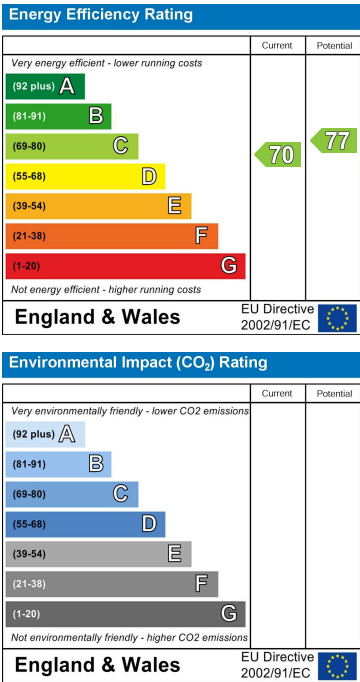 Energy Efficiency Rating
Current Potential
Very energy efficient - lower running costs
(92 plus) A
(81-91) B
(69-80) C
(55-68) D
(39-54) E
(21-38) F
(1-20) G
70
77
Not energy efficient - higher running costs
England & Wales
EU Directive
2002/91/EC
Environmental Impact (CO₂) Rating
Current Potential
Very environmentally friendly - lower CO2 emissions
(92 plus) A
(81-91) B
(69-80) C
(55-68) D
(39-54) E
(21-38) F
(1-20) G
Not environmentally friendly - higher CO2 emissions
England & Wales
EU Directive
2002/91/EC